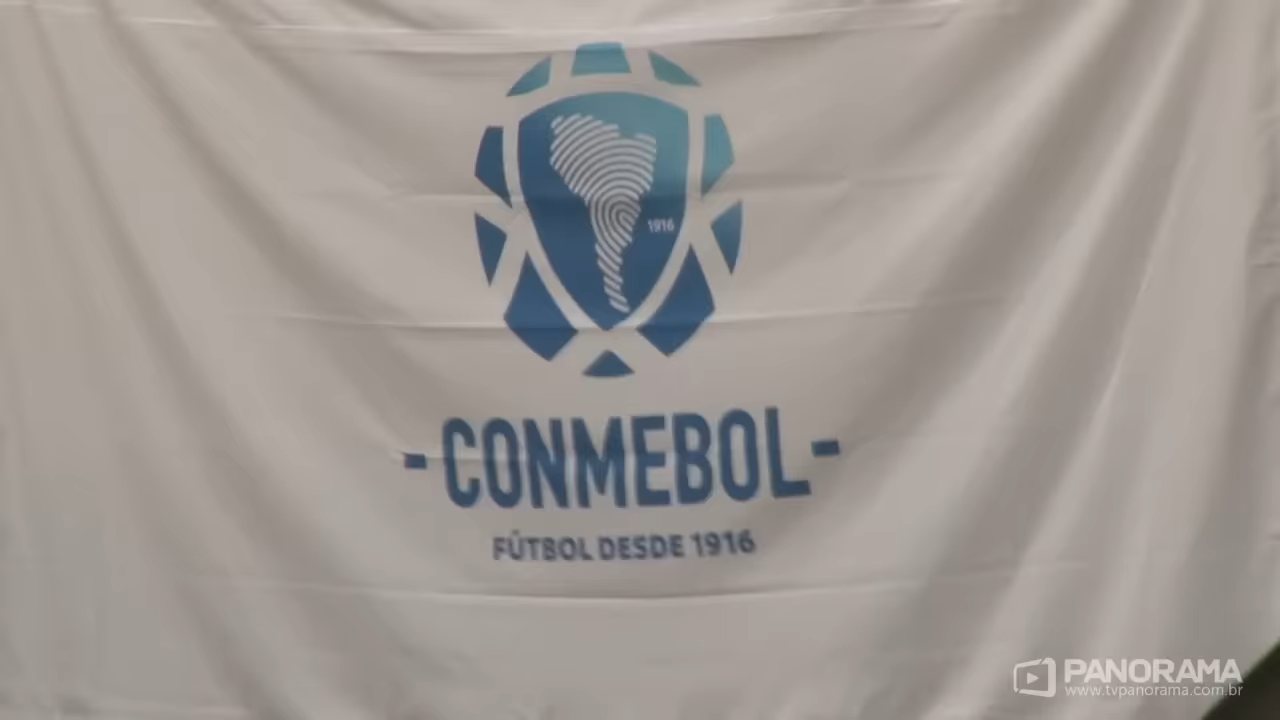 1916
-CONMEBOL-
FÚTBOL DESDE 1916
PANORAMA
www.tvpanorama.com.br